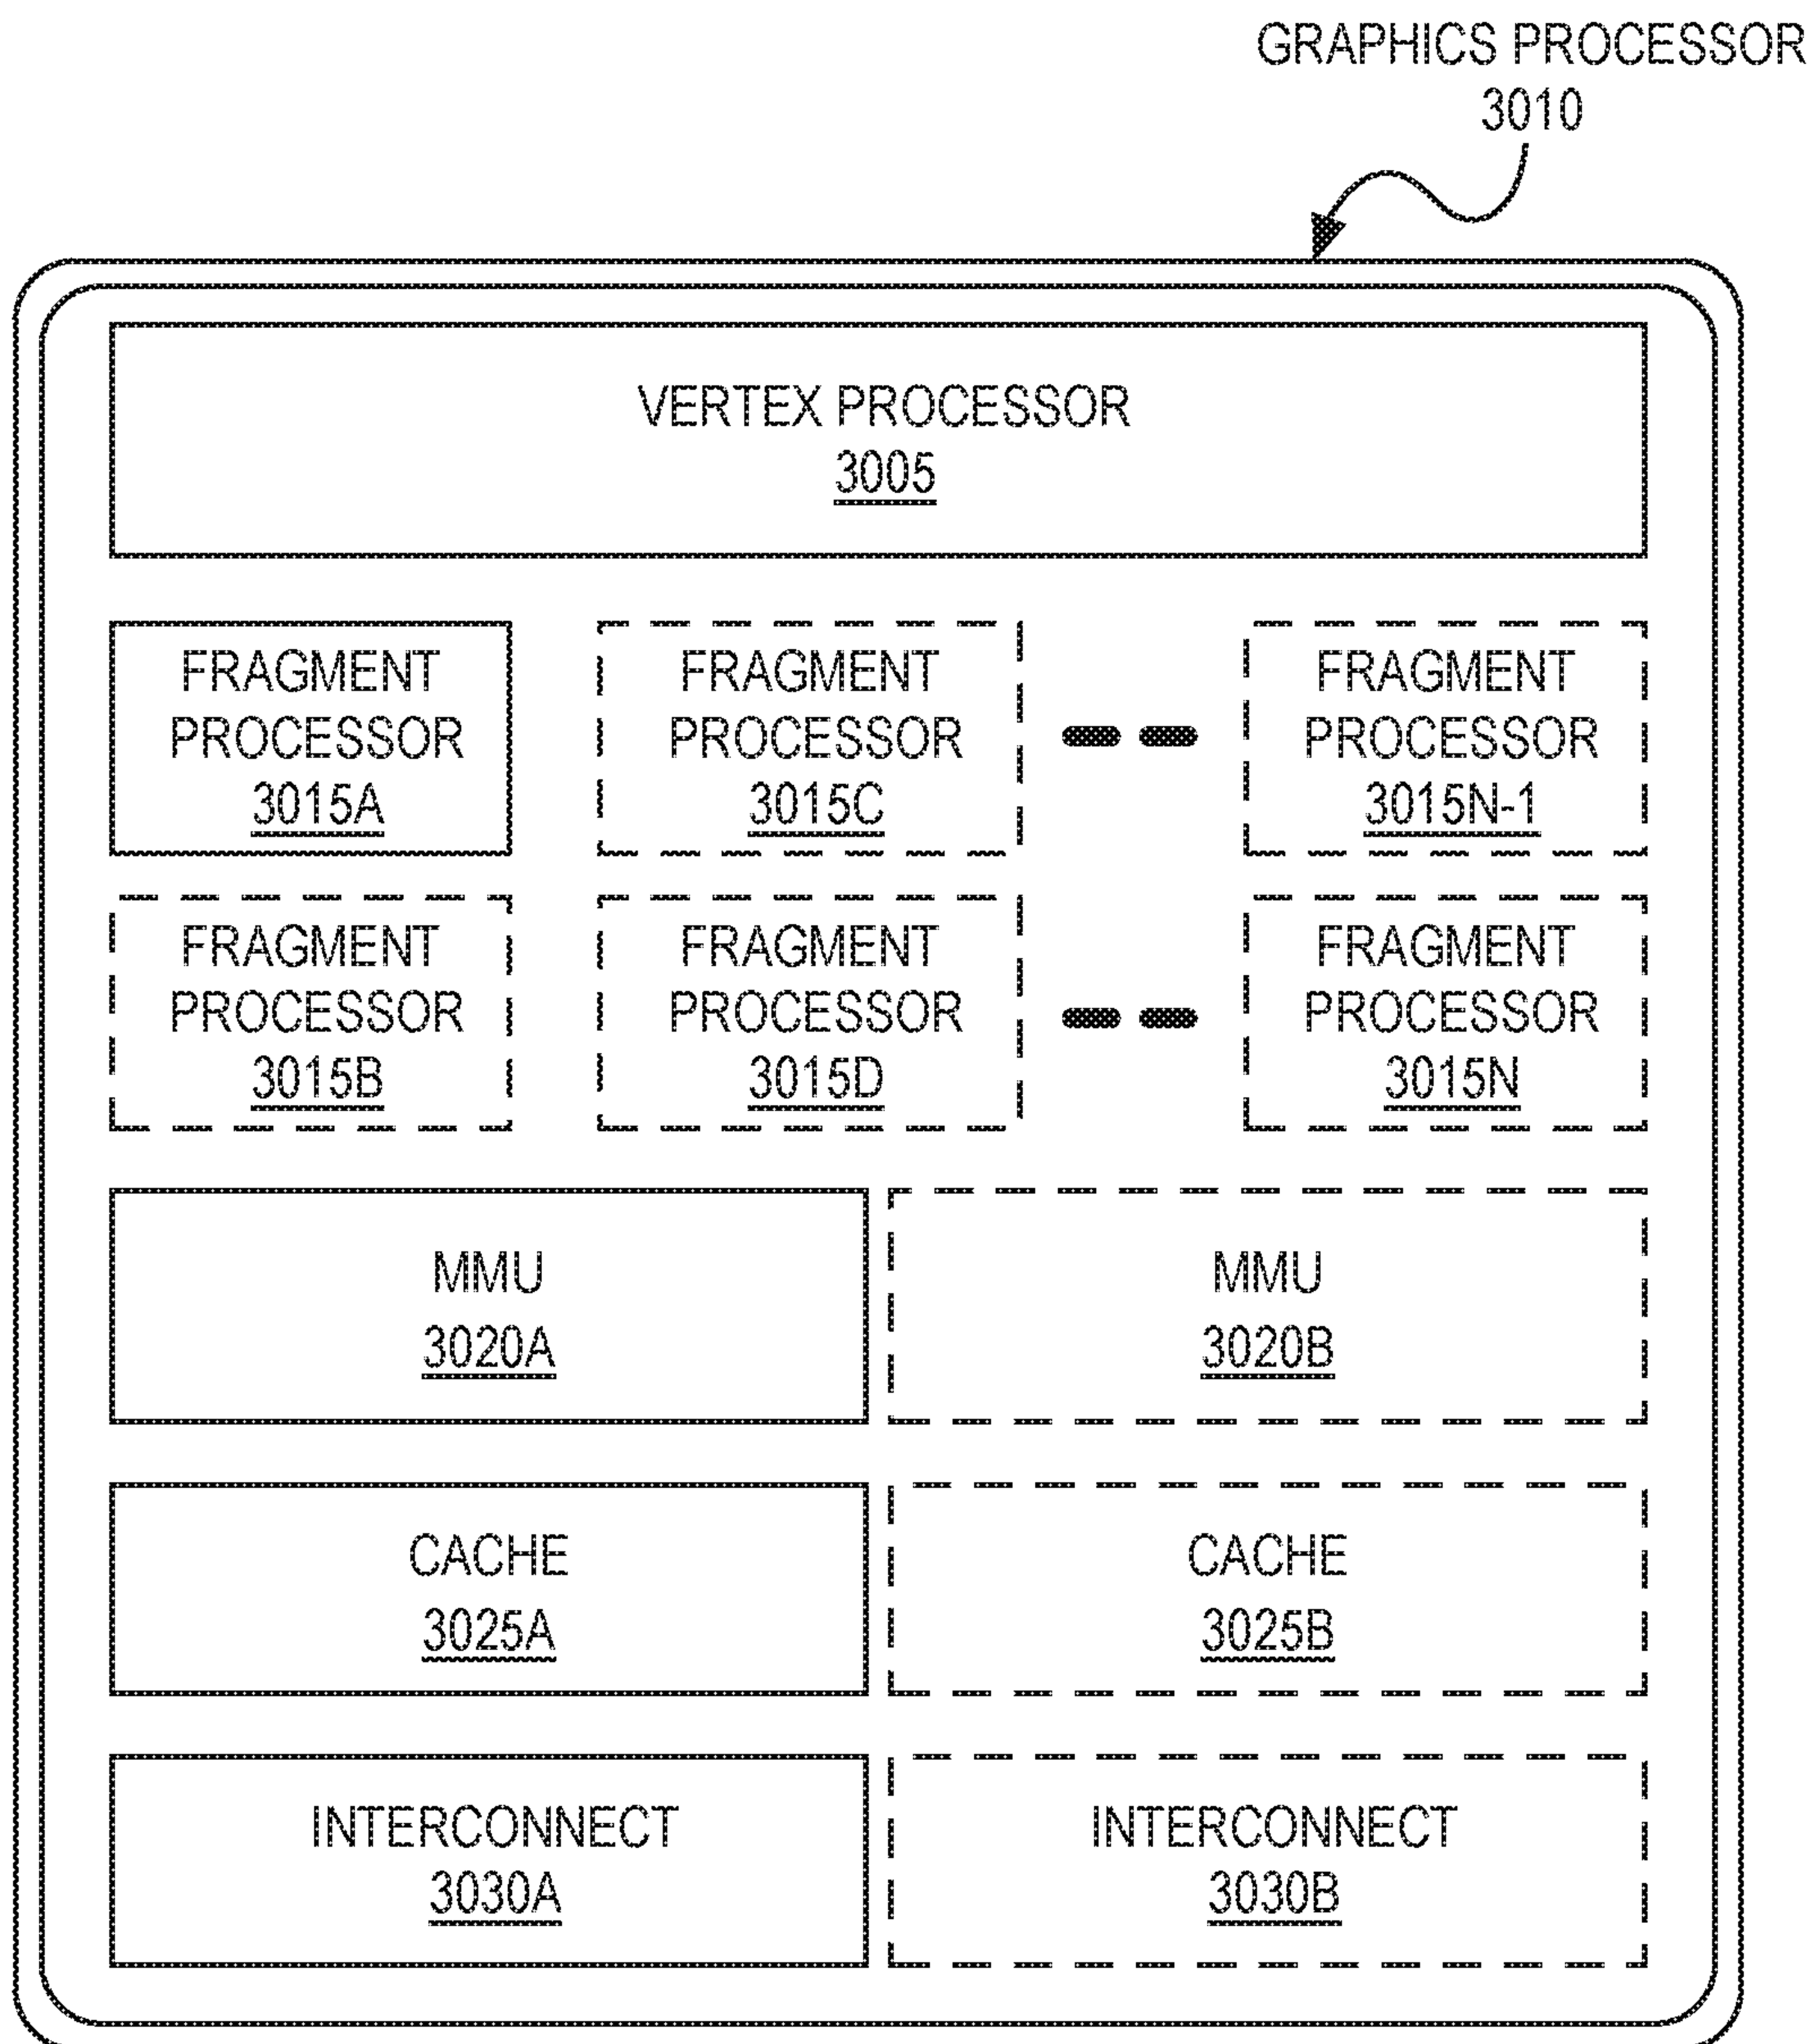 GRAPHICS PROCESSOR
3010
VERTEX PROCESSOR
3005
FRAGMENT
PROCESSOR
3015A
FRAGMENT
PROCESSOR
3015C
FRAGMENT
PROCESSOR
3015N-1
FRAGMENT
PROCESSOR
3015B
FRAGMENT
PROCESSOR
3015D
FRAGMENT
PROCESSOR
3015N
MMU
3020A
MMU
3020B
CACHE
3025A
CACHE
3025B
INTERCONNECT
3030A
INTERCONNECT
3030B